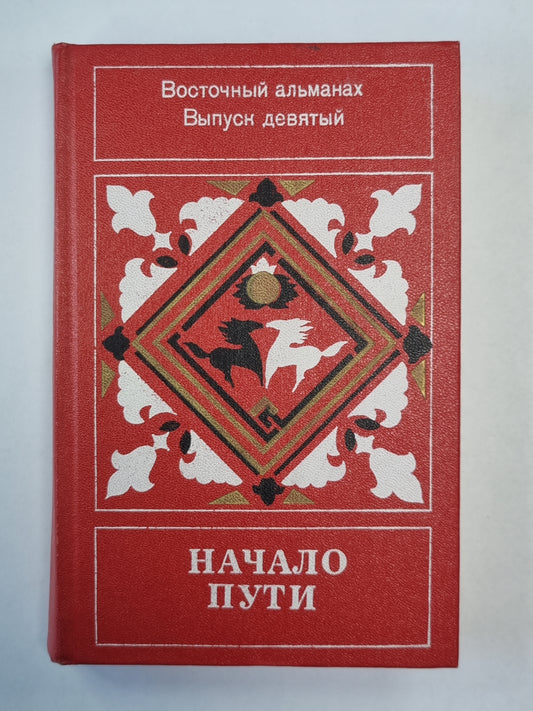 Восточный альманах
Выпуск девятый
НАЧАЛО
ПУТИ